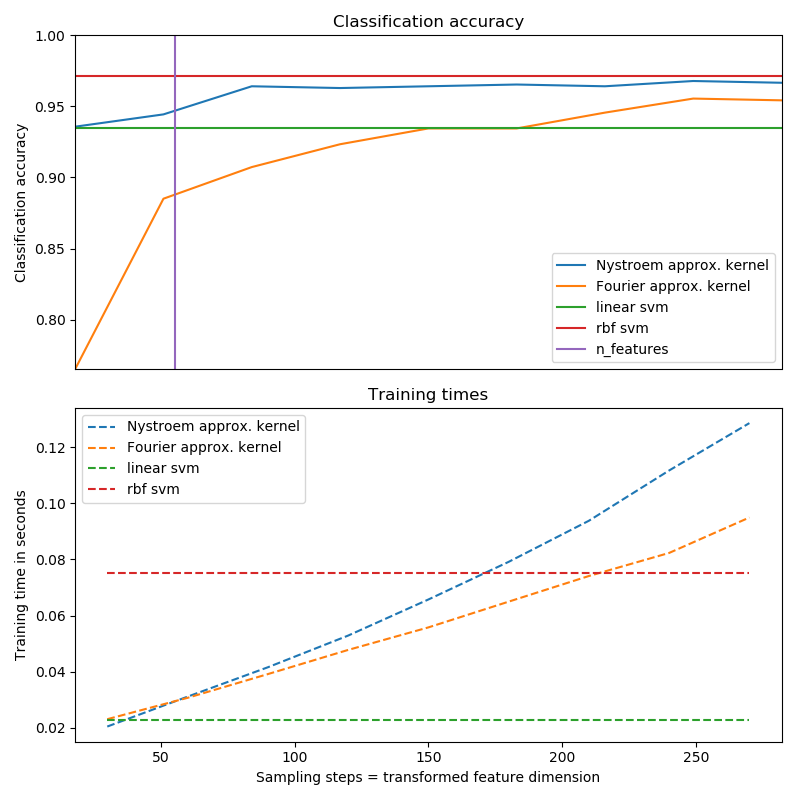 Classification accuracy
1.00
0.95
0.90
0.85
0.80
Classification accuracy
Nystroem approx. kernel
Fourier approx. kernel
linear svm
rbf svm
n_features
Training times
0.12
0.10
0.08
0.06
0.04
0.02
Training time in seconds
Nystroem approx. kernel
Fourier approx. kernel
linear svm
rbf svm
50 100 150 200 250
Sampling steps = transformed feature dimension